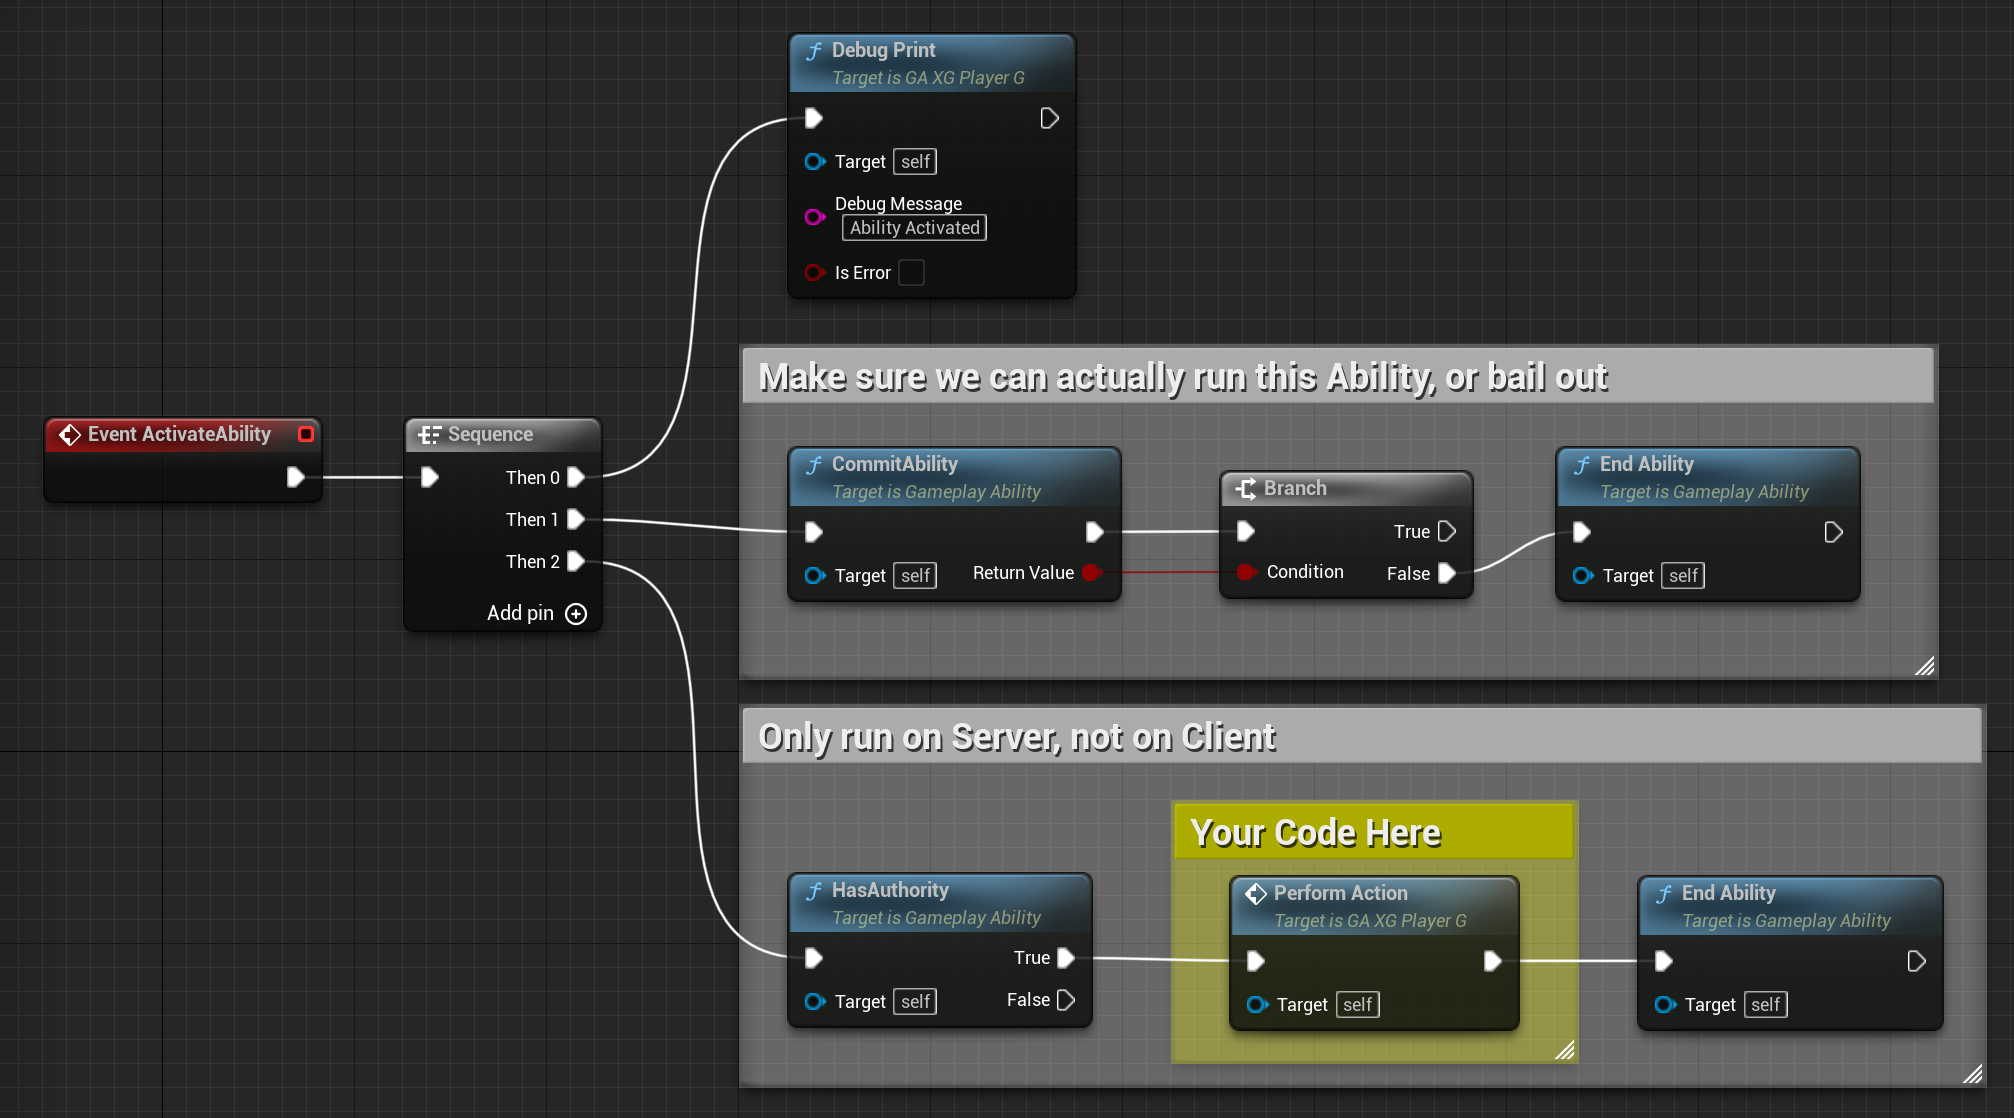 Debug Print
Target is GA XG Player G
Target self
Debug Message
Ability Activated
Is Error
Make sure we can actually run this Ability, or bail out
Event ActivateAbility
Sequence
Then 0
Then 1
Then 2
Add pin
CommitAbility
Target is Gameplay Ability
Target self
Return Value
Branch
True
Condition
False
End Ability
Target is Gameplay Ability
Target self
Only run on Server, not on Client
HasAuthority
Target is Gameplay Ability
True
Target self
False
Your Code Here
Perform Action
Target is GA XG Player G
Target self
End Ability
Target is Gameplay Ability
Target self